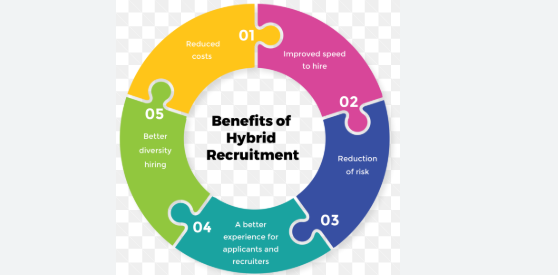 Benefits of
Hybrid
Recruitment
01
Improved speed
to hire
02
Reduction
of risk
03
A better
experience for
applicants and
recruiters
04
Better
diversity
hiring
05
Reduced
costs